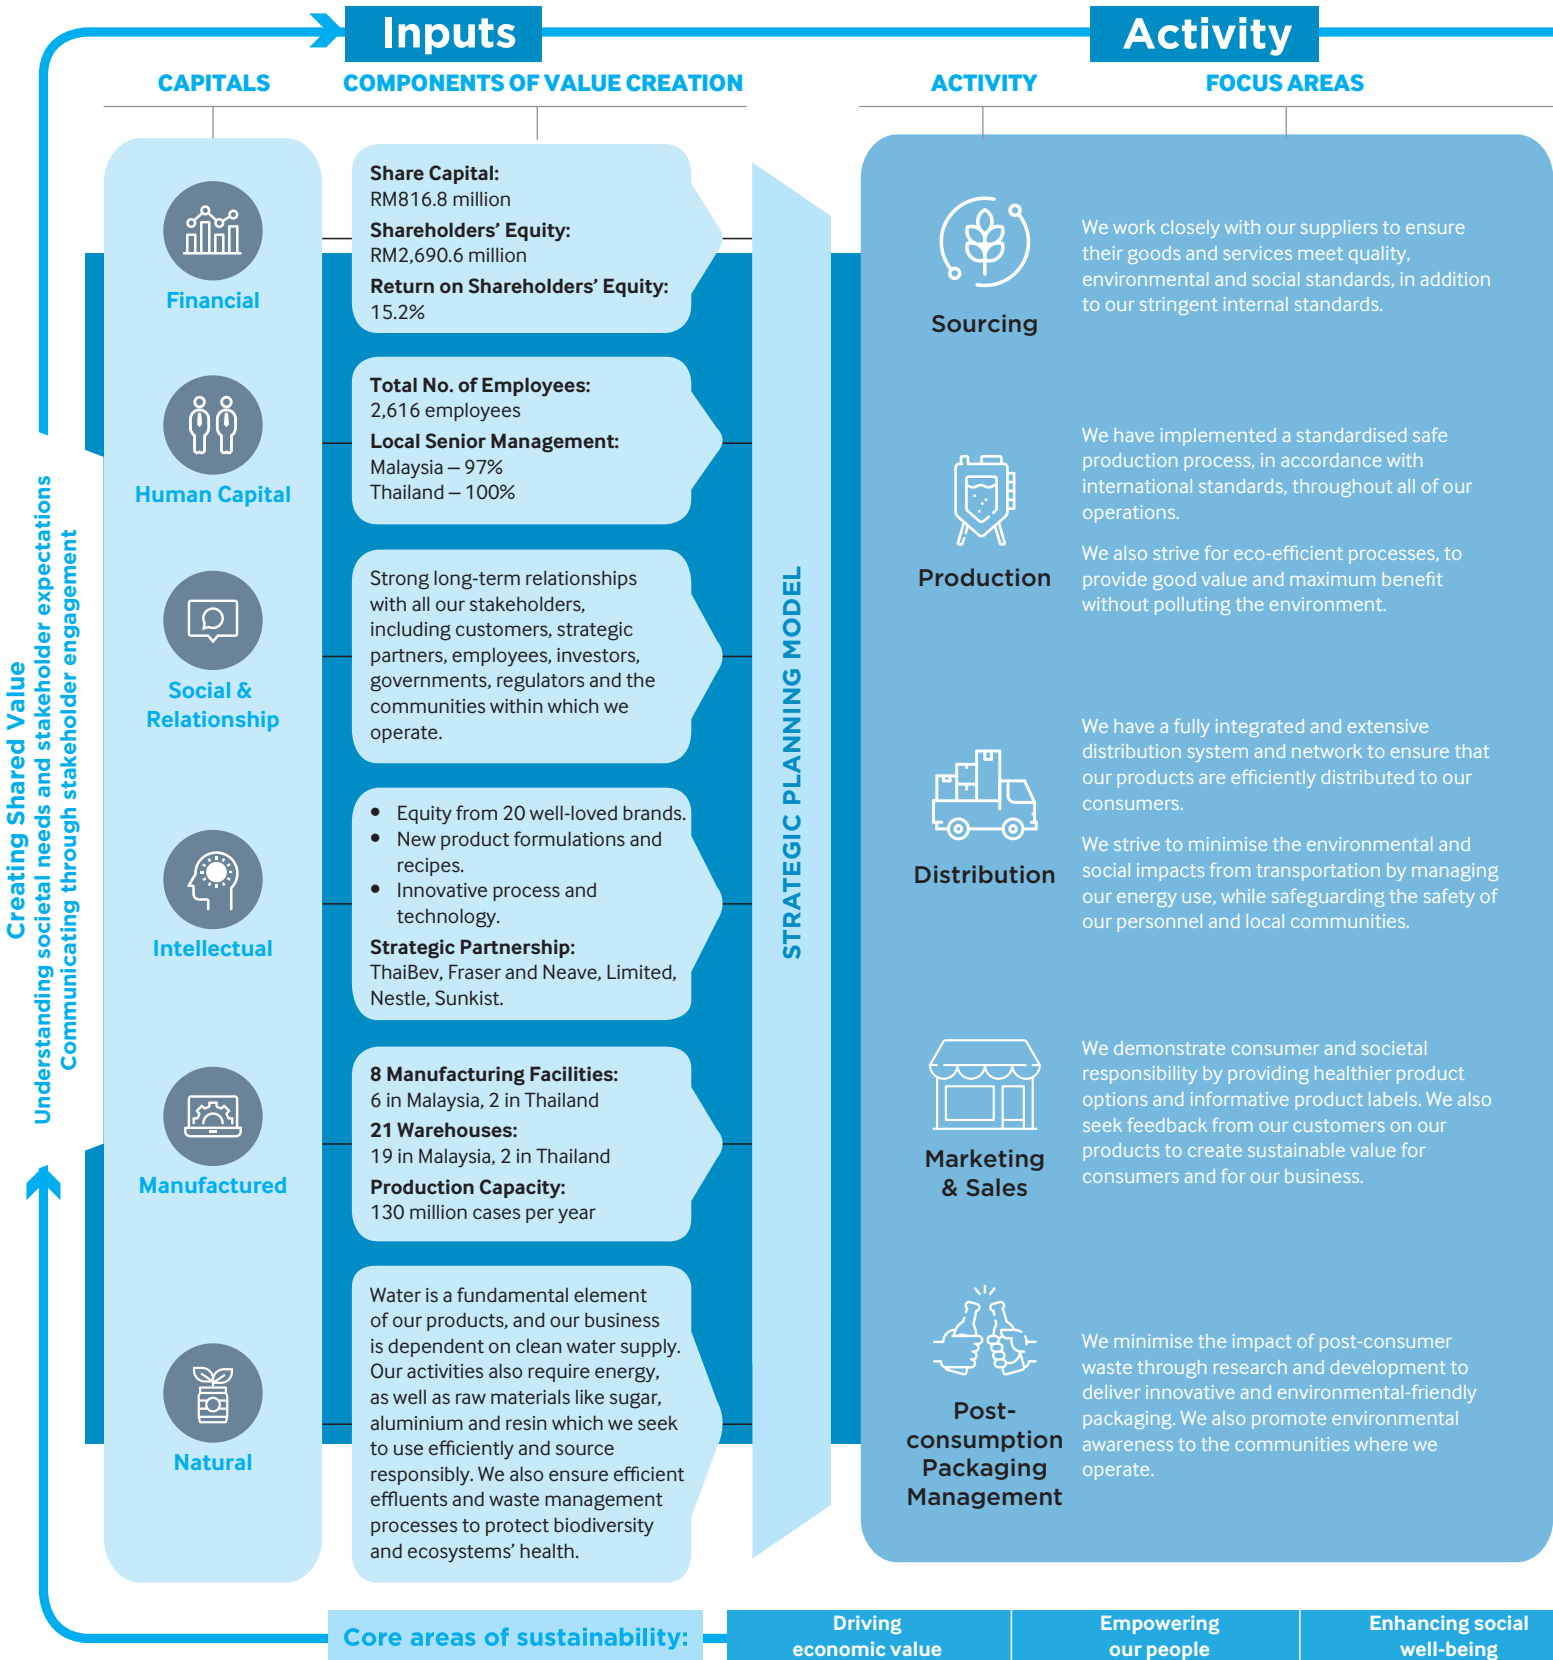 Inputs
Activity
CAPITALS
COMPONENTS OF VALUE CREATION
ACTIVITY
FOCUS AREAS
Creating Shared Value
Understanding societal needs and stakeholder expectations
Communicating through stakeholder engagement
Financial
Share Capital:
RM816.8 million
Shareholders’ Equity:
RM2,690.6 million
Return on Shareholders’ Equity:
15.2%
Human Capital
Total No. of Employees:
2,616 employees
Local Senior Management:
Malaysia – 97%
Thailand – 100%
Social &
Relationship
Strong long-term relationships
with all our stakeholders,
including customers, strategic
partners, employees, investors,
governments, regulators and the
communities within which we
operate.
Intellectual
• Equity from 20 well-loved brands.
• New product formulations and
recipes.
• Innovative process and
technology.
Strategic Partnership:
ThaiBev, Fraser and Neave, Limited,
Nestle, Sunkist.
Manufactured
8 Manufacturing Facilities:
6 in Malaysia, 2 in Thailand
21 Warehouses:
19 in Malaysia, 2 in Thailand
Production Capacity:
130 million cases per year
Natural
Water is a fundamental element
of our products, and our business
is dependent on clean water supply.
Our activities also require energy,
as well as raw materials like sugar,
aluminium and resin which we seek
to use efficiently and source
responsibly. We also ensure efficient
effluents and waste management
processes to protect biodiversity
and ecosystems’ health.
STRATEGIC PLANNING MODEL
Sourcing
We work closely with our suppliers to ensure
their goods and services meet quality,
environmental and social standards, in addition
to our stringent internal standards.
Production
We have implemented a standardised safe
production process, in accordance with
international standards, throughout all of our
operations.
We also strive for eco-efficient processes, to
provide good value and maximum benefit
without polluting the environment.
Distribution
We have a fully integrated and extensive
distribution system and network to ensure that
our products are efficiently distributed to our
consumers.
We strive to minimise the environmental and
social impacts from transportation by managing
our energy use, while safeguarding the safety of
our personnel and local communities.
Marketing
& Sales
We demonstrate consumer and societal
responsibility by providing healthier product
options and informative product labels. We also
seek feedback from our customers on our
products to create sustainable value for
consumers and for our business.
Post-
consumption
Packaging
Management
We minimise the impact of post-consumer
waste through research and development to
deliver innovative and environmental-friendly
packaging. We also promote environmental
awareness to the communities where we
operate.
Core areas of sustainability:
Driving
economic value
Empowering
our people
Enhancing social
well-being